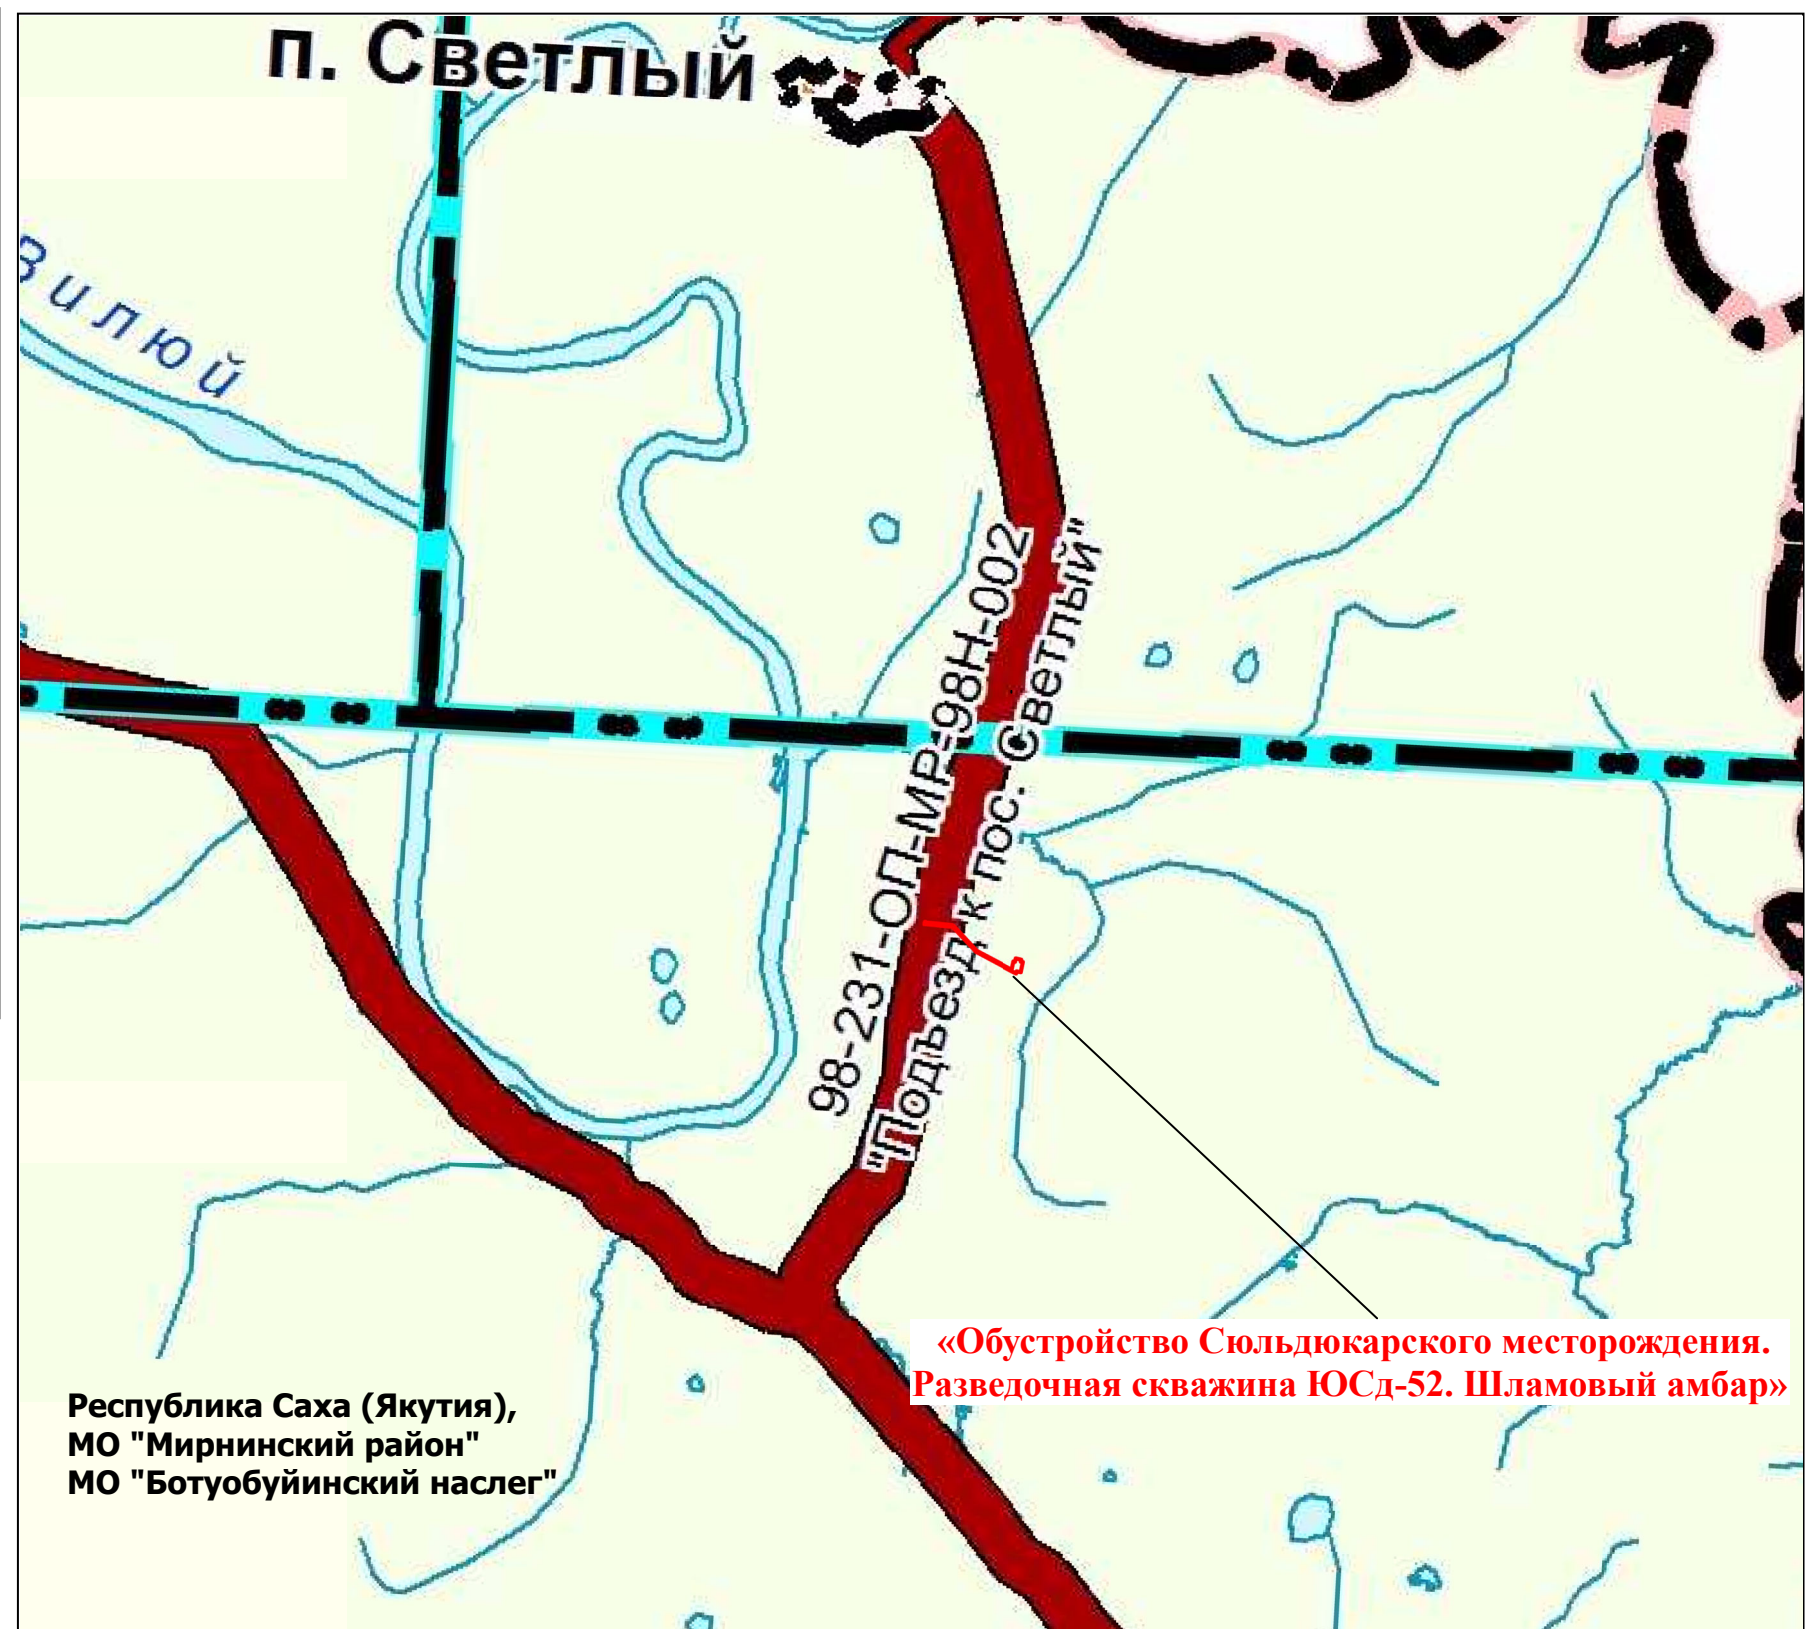 п. Светлый
Вилюй
98-231-ОП-МР-98Н-002
"Подъезд к пос. Светлый"
«Обустройство Сюльдюкарского месторождения.
Разведочная скважина ЮСд-52. Шламовый амбар»
Республика Саха (Якутия),
МО "Мирнинский район"
МО "Ботуобуйинский наслег"